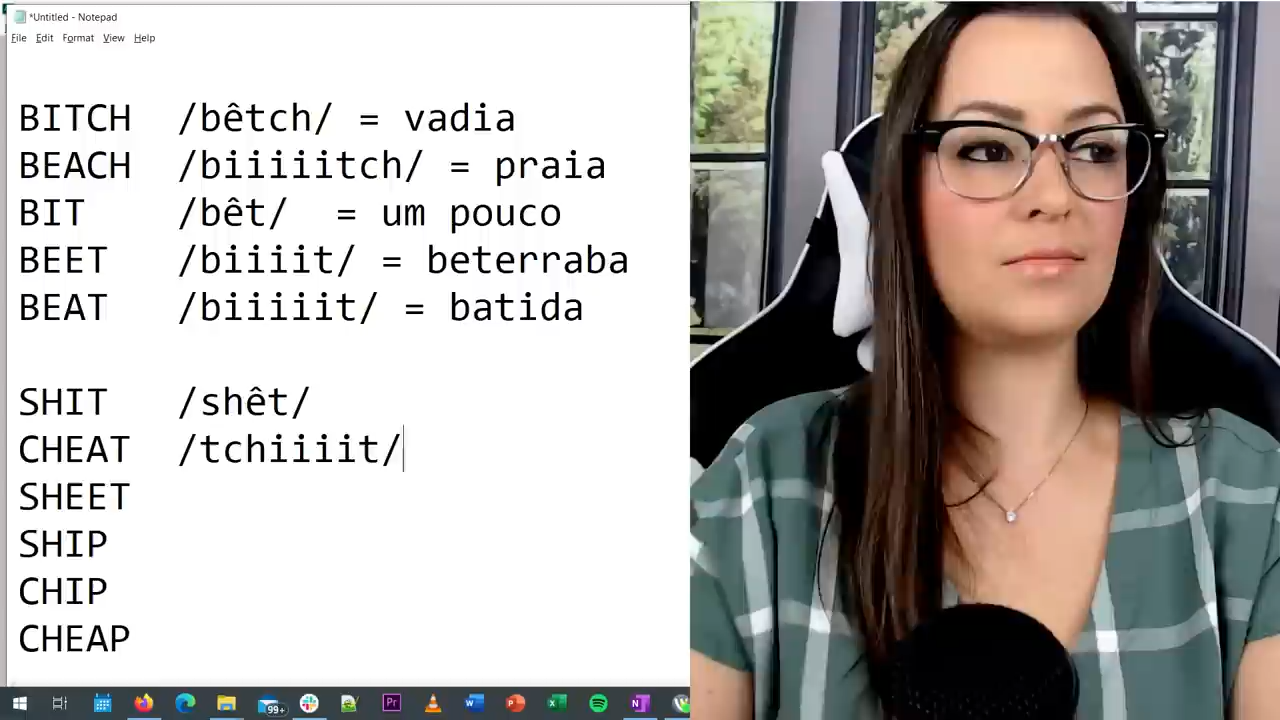 *Untitled - Notepad
File Edit Format View Help
BITCH /bêtch/ = vadia
BEACH /biiiiitch/ = praia
BIT /bêt/ = um pouco
BEET /biiiit/ = beterraba
BEAT /biiiiit/ = batida
SHIT /shêt/
CHEAT /tchiiiit/
SHEET
SHIP
CHIP
CHEAP
99+